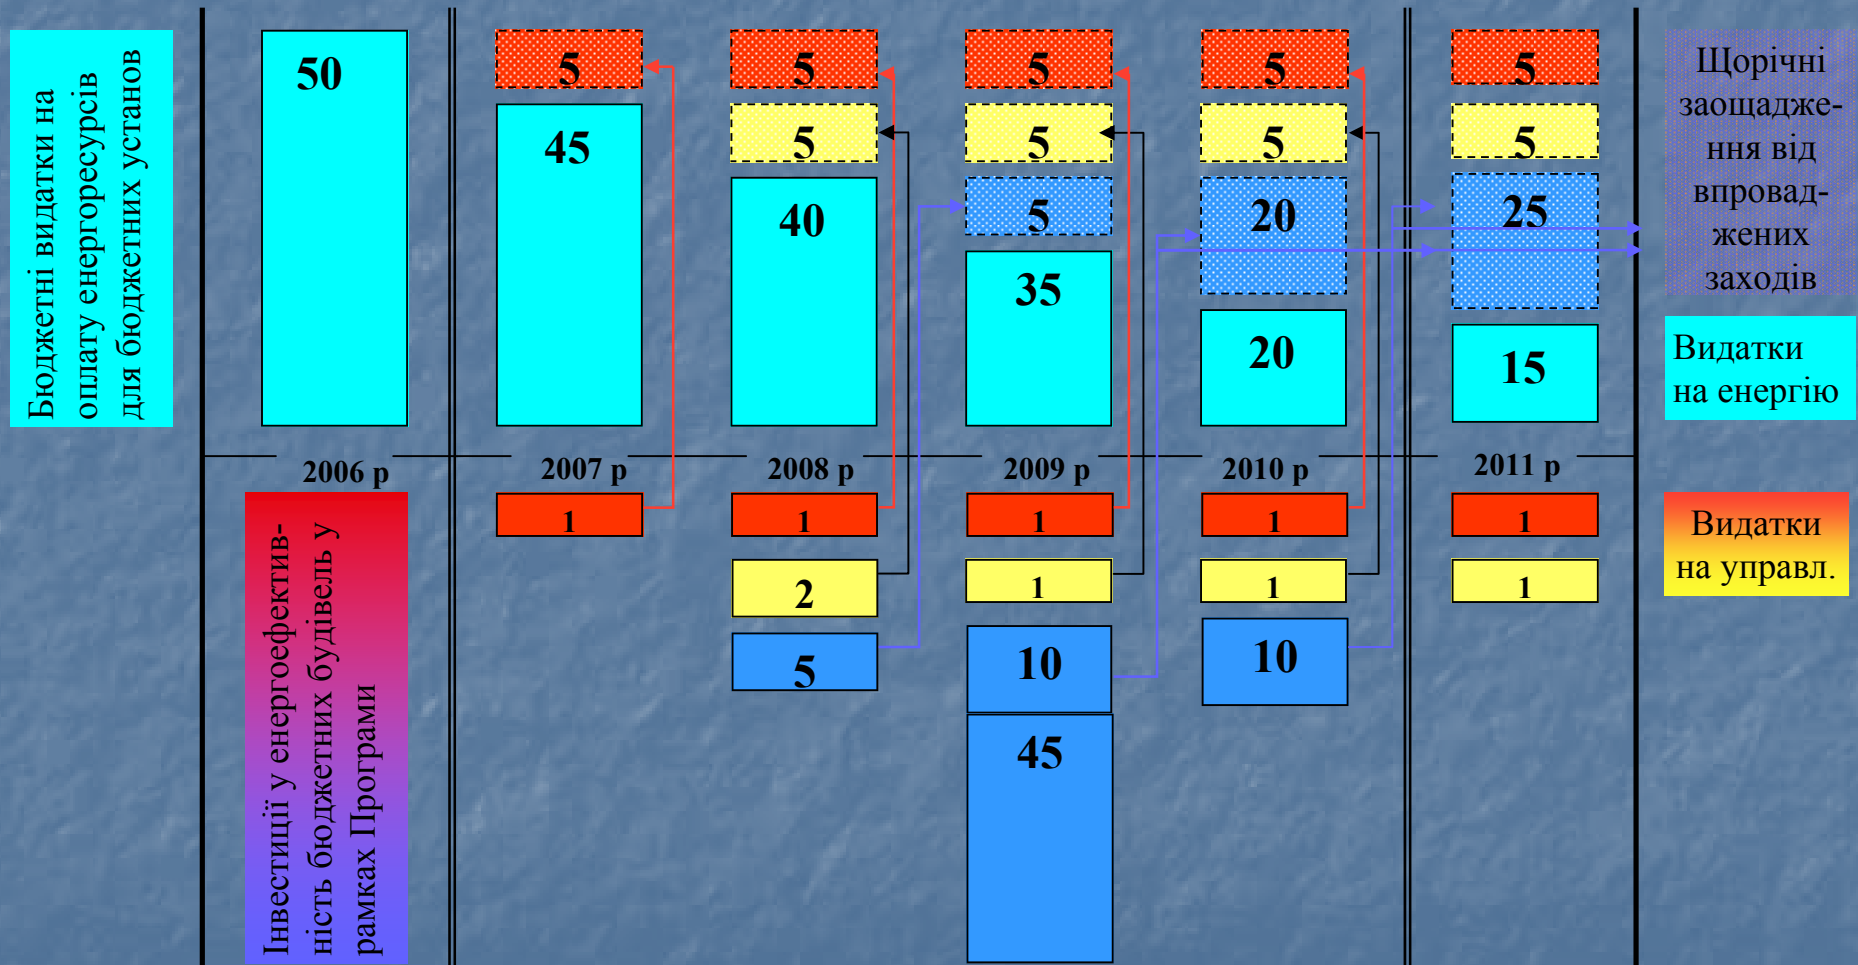 Бюджетні видатки на
оплату енергоресурсів
для бюджетних установ
50
5
45
5
5
40
5
5
5
35
5
5
20
20
5
5
25
15
Щорічні
заощадже-
ння від
впровад-
жених
заходів
Видатки
на енергію
2006 р
2007 р
2008 р
2009 р
2010 р
2011 р
Інвестиції у енергоефектив-
ність бюджетних будівель у
рамках Програми
1
1
2
5
1
1
10
45
1
1
10
1
1
Видатки
на управл.